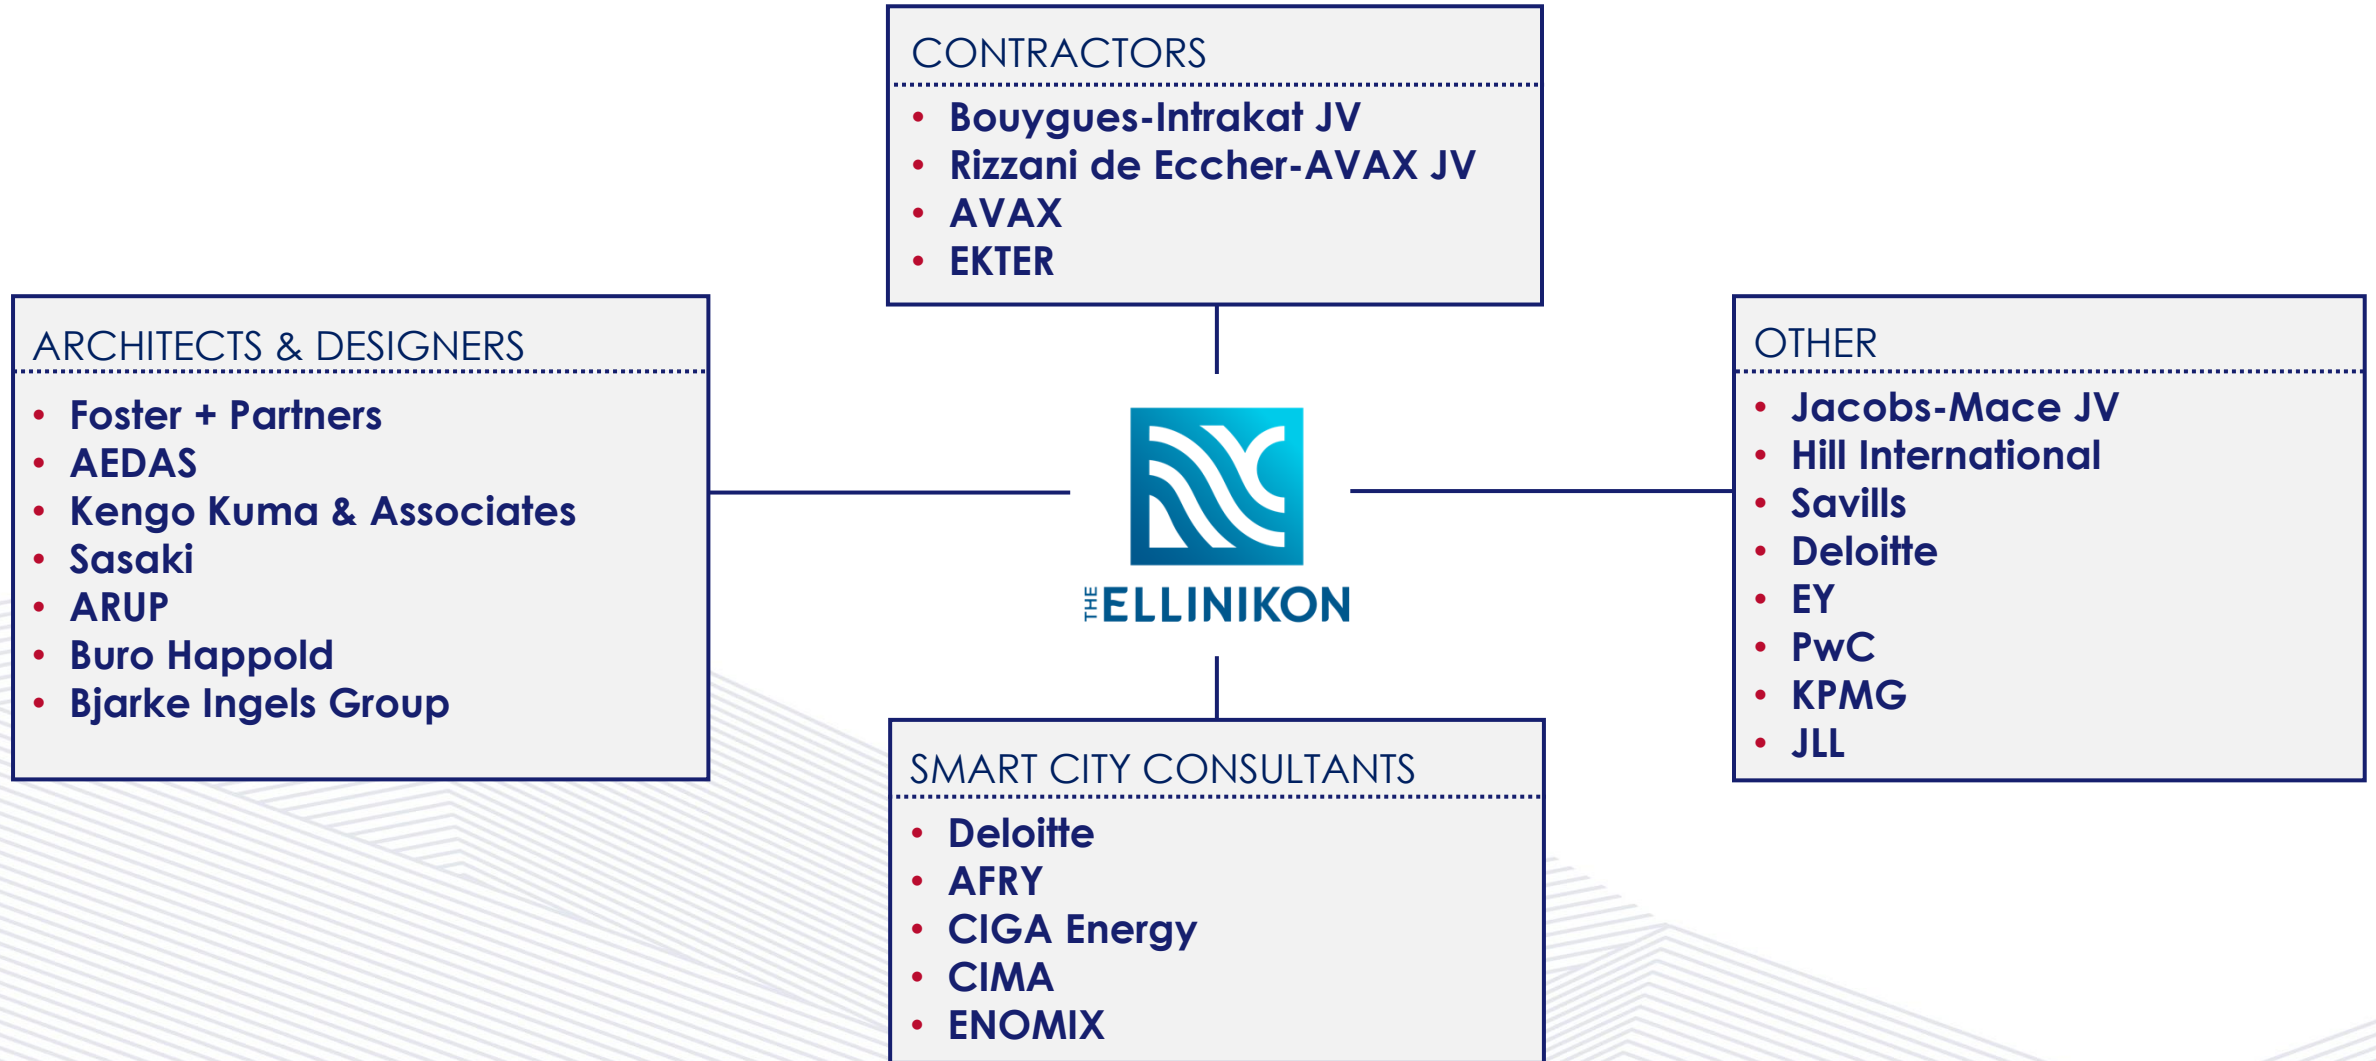 CONTRACTORS
• Bouygues-Intrakat JV
• Rizzani de Eccher-AVAX JV
• AVAX
• EKTER
ARCHITECTS & DESIGNERS
• Foster + Partners
• AEDAS
• Kengo Kuma & Associates
• Sasaki
• ARUP
• Buro Happold
• Bjarke Ingels Group
THE ELLINIKON
OTHER
• Jacobs-Mace JV
• Hill International
• Savills
• Deloitte
• EY
• PwC
• KPMG
• JLL
SMART CITY CONSULTANTS
• Deloitte
• AFRY
• CIGA Energy
• CIMA
• ENOMIX